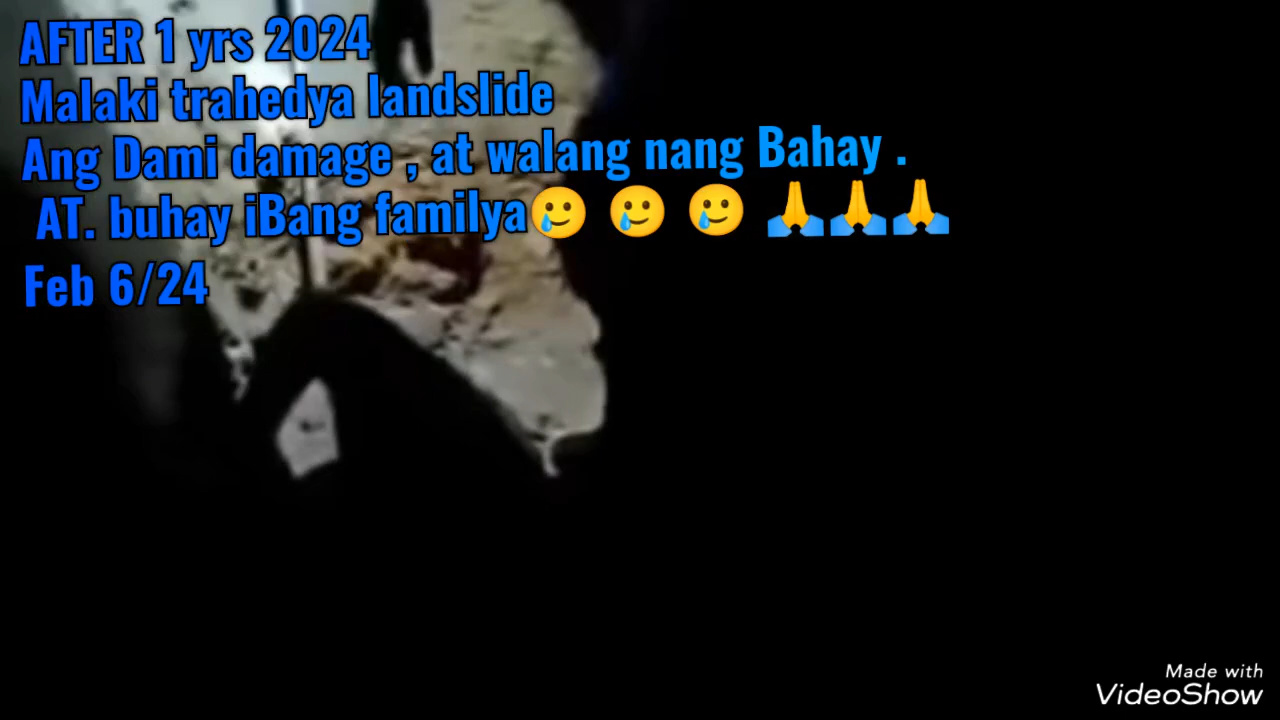 AFTER 1 yrs 2024
Malaki trahedya landslide
Ang Dami damage , at walang nang Bahay .
AT. buhay iBang familya🥲 🥲 🥲 🙏🙏🙏
Feb 6/24
Made with
VideoShow